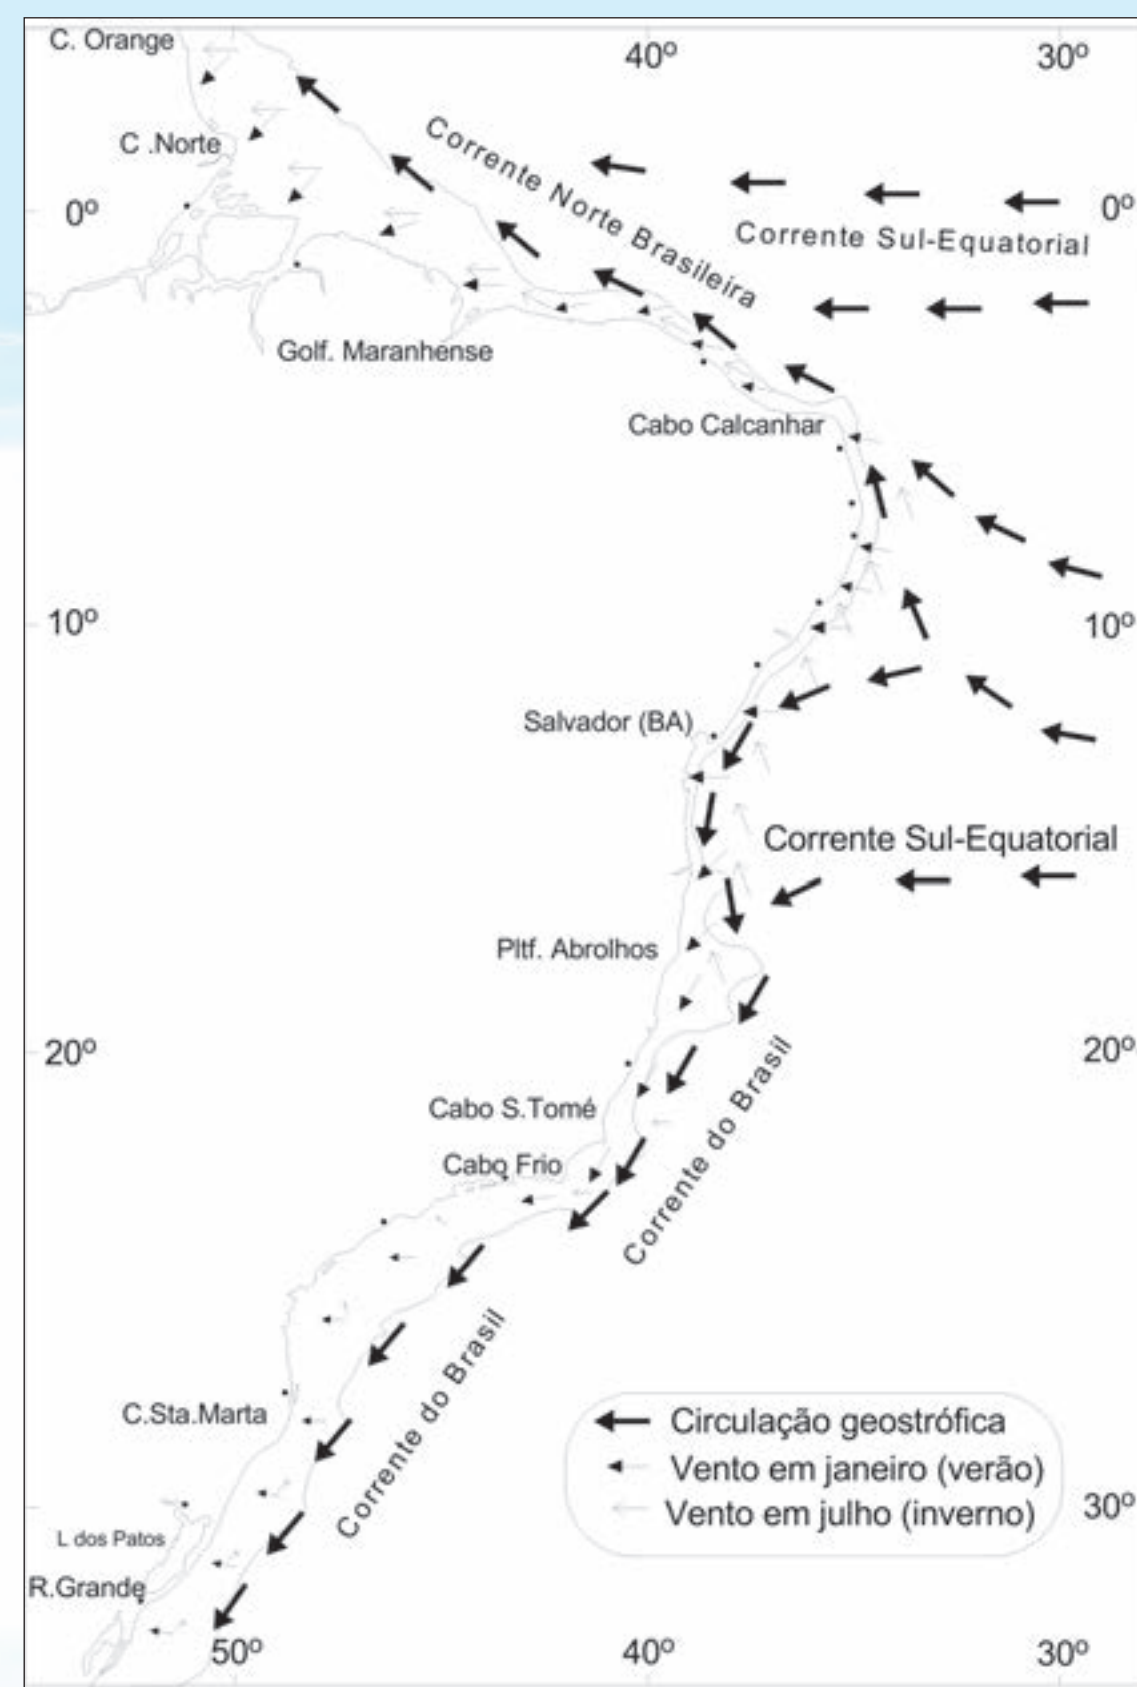 C. Orange
40º
30º
C .Norte
Corrente Norte Brasileira
0º
0º
Corrente Sul-Equatorial
Golf. Maranhense
Cabo Calcanhar
10º
10º
Salvador (BA)
Corrente Sul-Equatorial
Pltf. Abrolhos
20º
20º
Corrente do Brasil
Cabo S.Tomé
Cabo Frio
Corrente do Brasil
C.Sta.Marta
Circulação geostrófica
Vento em janeiro (verão)
Vento em julho (inverno)
30º
L dos Patos
R.Grande
50º
40º
30º